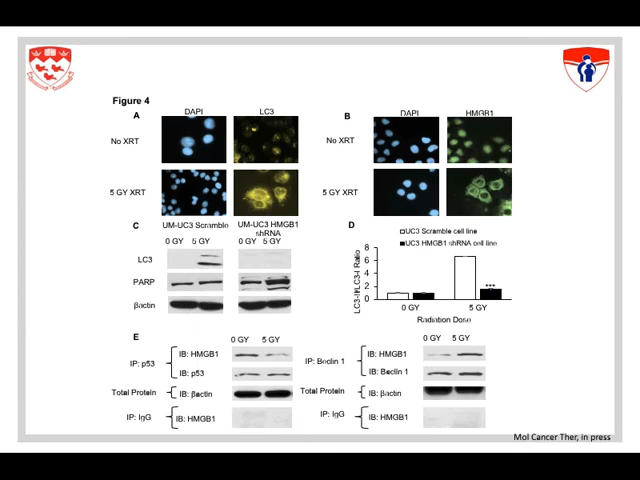 Figure 4
A
DAPI
LC3
No XRT
5 GY XRT
B
DAPI
HMGB1
No XRT
5 GY XRT
C
UM-UC3 Scramble
UM-UC3 HMGB1
shRNA
0 GY 5 GY
0 GY 5 GY
LC3
PARP
βactin
D
UC3 Scramble cell line
UC3 HMGB1 shRNA cell line
LC3-II/LC3-I Ratio
8
6
4
2
0
***
0 GY
5 GY
Radiation Dose
E
0 GY 5 GY
IP: p53
IB: HMGB1
IB: p53
Total Protein
IB: βactin
IP: IgG
IB: HMGB1
0 GY 5 GY
IP: Beclin 1
IB: HMGB1
IB: Beclin 1
Total Protein
IB: βactin
IP: IgG
IB: HMGB1
Mol Cancer Ther, in press